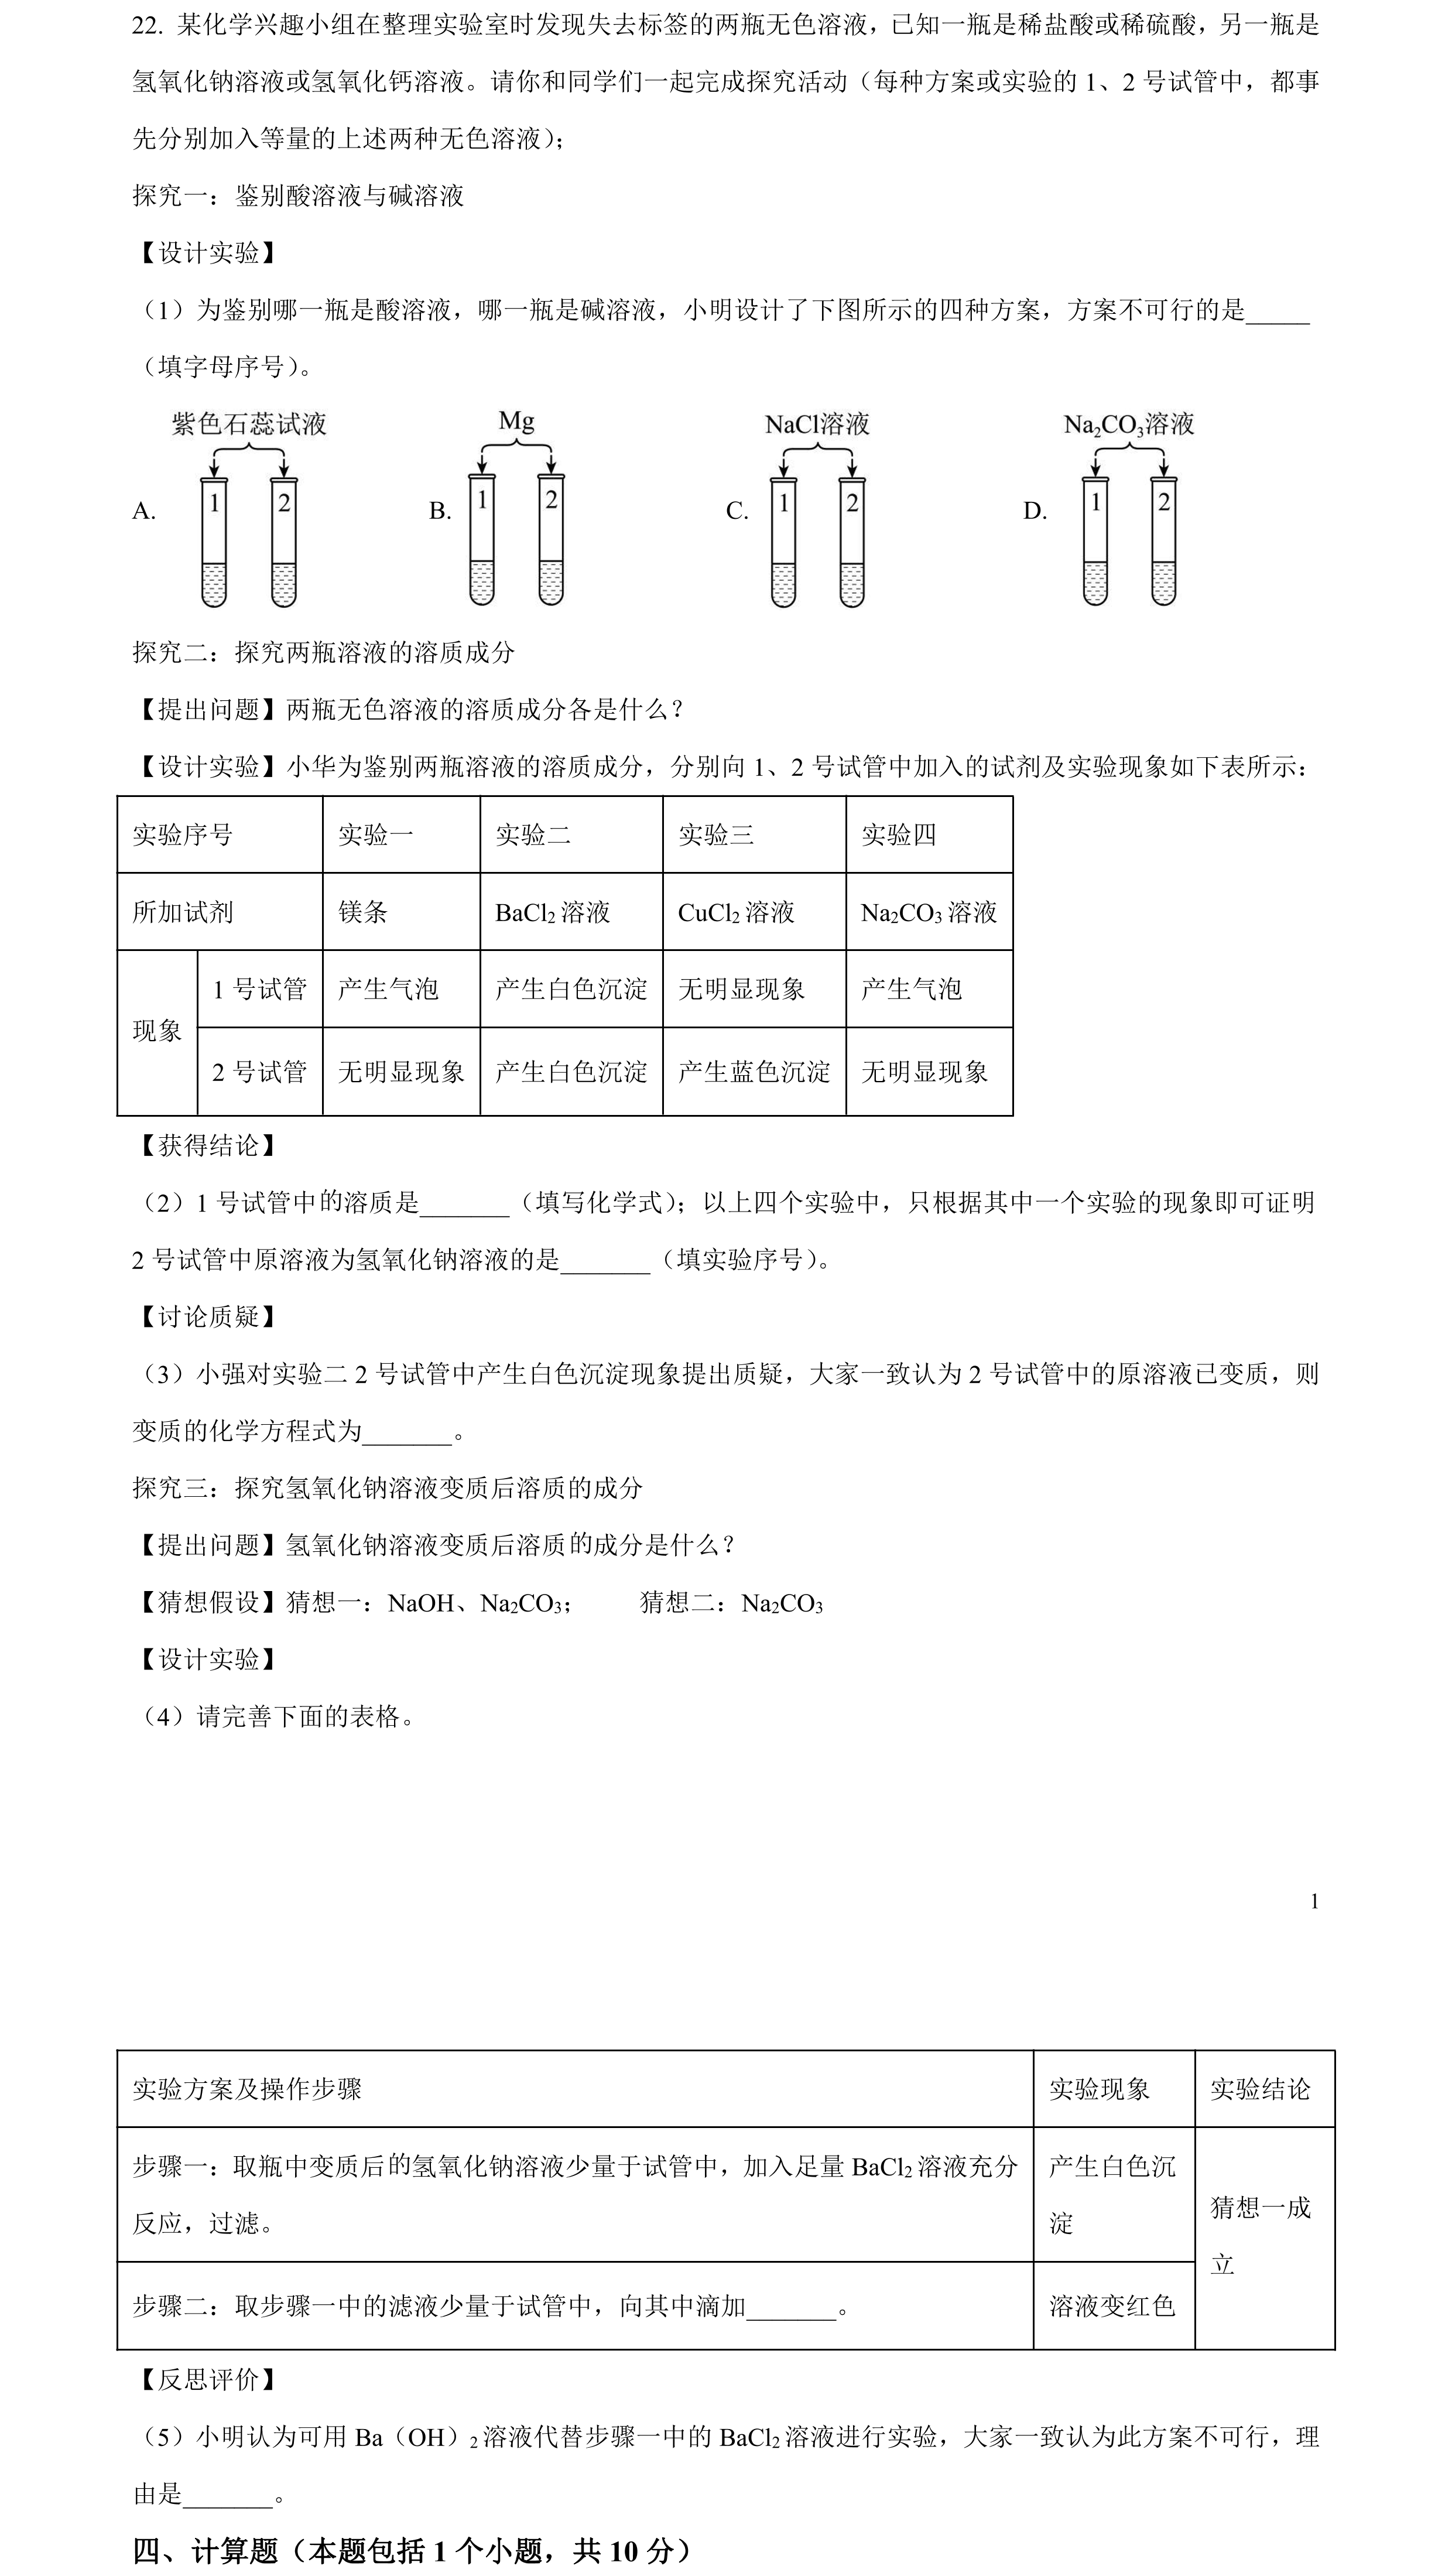 22. 某化学兴趣小组在整理实验室时发现失去标签的两瓶无色溶液，已知一瓶是稀盐酸或稀硫酸，另一瓶是
氢氧化钠溶液或氢氧化钙溶液。请你和同学们一起完成探究活动（每种方案或实验的 1、2 号试管中，都事
先分别加入等量的上述两种无色溶液）；
探究一：鉴别酸溶液与碱溶液
【设计实验】
（1）为鉴别哪一瓶是酸溶液，哪一瓶是碱溶液，小明设计了下图所示的四种方案，方案不可行的是_____
（填字母序号）。
紫色石蕊试液 Mg NaCl溶液 Na₂CO₃溶液
A. 1 2 B. 1 2 C. 1 2 D. 1 2
探究二：探究两瓶溶液的溶质成分
【提出问题】两瓶无色溶液的溶质成分各是什么？
【设计实验】小华为鉴别两瓶溶液的溶质成分，分别向 1、2 号试管中加入的试剂及实验现象如下表所示：
实验序号 实验一 实验二 实验三 实验四
所加试剂 镁条 BaCl₂溶液 CuCl₂溶液 Na₂CO₃溶液
现象 1 号试管 产生气泡 产生白色沉淀 无明显现象 产生气泡
2 号试管 无明显现象 产生白色沉淀 产生蓝色沉淀 无明显现象
【获得结论】
（2）1 号试管中的溶质是_______（填写化学式）；以上四个实验中，只根据其中一个实验的现象即可证明
2 号试管中原溶液为氢氧化钠溶液的是_______（填实验序号）。
【讨论质疑】
（3）小强对实验二 2 号试管中产生白色沉淀现象提出质疑，大家一致认为 2 号试管中的原溶液已变质，则
变质的化学方程式为_______。
探究三：探究氢氧化钠溶液变质后溶质的成分
【提出问题】氢氧化钠溶液变质后溶质的成分是什么？
【猜想假设】猜想一：NaOH、Na₂CO₃； 猜想二：Na₂CO₃
【设计实验】
（4）请完善下面的表格。
1
实验方案及操作步骤 实验现象 实验结论
步骤一：取瓶中变质后的氢氧化钠溶液少量于试管中，加入足量 BaCl₂溶液充分
反应，过滤。 产生白色沉
淀 猜想一成
立
步骤二：取步骤一中的滤液少量于试管中，向其中滴加_______。 溶液变红色
【反思评价】
（5）小明认为可用 Ba（OH）₂溶液代替步骤一中的 BaCl₂溶液进行实验，大家一致认为此方案不可行，理
由是_______。
四、计算题（本题包括 1 个小题，共 10 分）